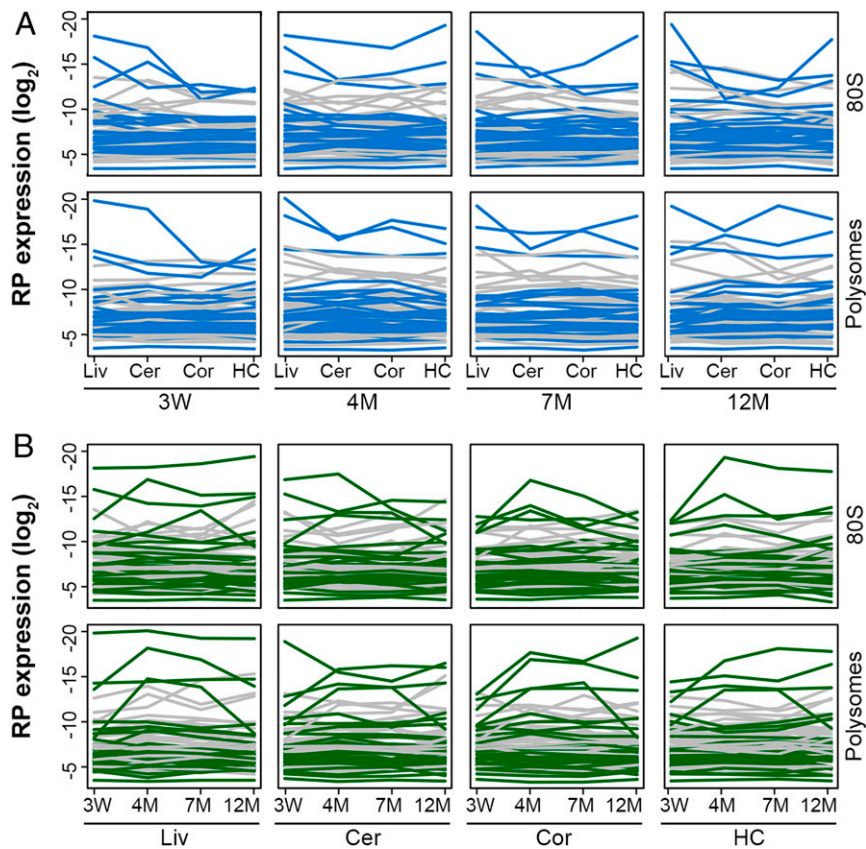 A
RP expression (log2)
-20
-15
-10
-5
80S
-20
-15
-10
-5
Polysomes
Liv Cer Cor HC Liv Cer Cor HC Liv Cer Cor HC Liv Cer Cor HC
3W 4M 7M 12M
B
RP expression (log2)
-20
-15
-10
-5
80S
-20
-15
-10
-5
Polysomes
3W 4M 7M 12M 3W 4M 7M 12M 3W 4M 7M 12M 3W 4M 7M 12M
Liv Cer Cor HC